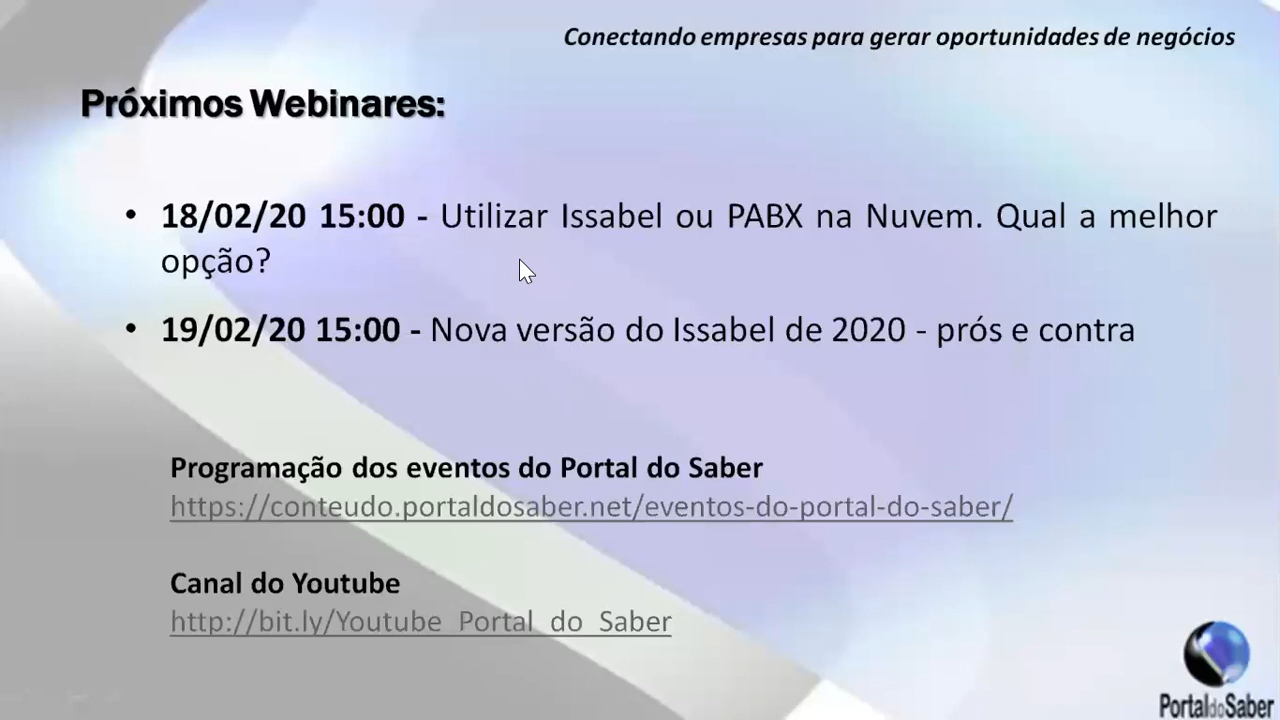 Conectando empresas para gerar oportunidades de negócios
Próximos Webinares:
• 18/02/20 15:00 - Utilizar Issabel ou PABX na Nuvem. Qual a melhor
opção?
• 19/02/20 15:00 - Nova versão do Issabel de 2020 - prós e contra
Programação dos eventos do Portal do Saber
https://conteudo.portaldosaber.net/eventos-do-portal-do-saber/
Canal do Youtube
http://bit.ly/Youtube_Portal_do_Saber
PortaldoSaber